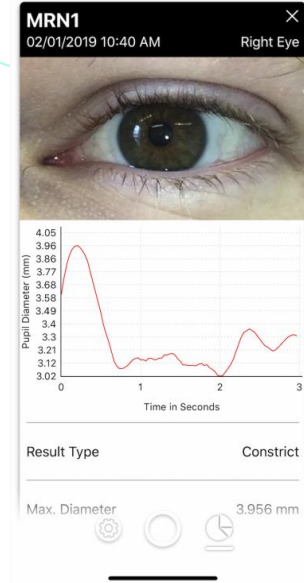 MRN1
02/01/2019 10:40 AM Right Eye
Pupil Diameter (mm)
4.05
3.96
3.86
3.77
3.68
3.58
3.49
3.4
3.3
3.21
3.12
3.02
0 1 2 3
Time in Seconds
Result Type Constrict
Max. Diameter 3.956 mm